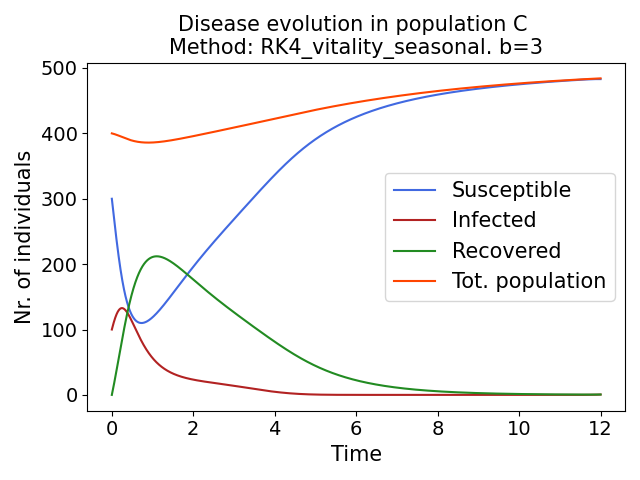 Disease evolution in population C
Method: RK4_vitality_seasonal. b=3
Nr. of individuals
500
400
300
200
100
0
Susceptible
Infected
Recovered
Tot. population
0 2 4 6 8 10 12
Time